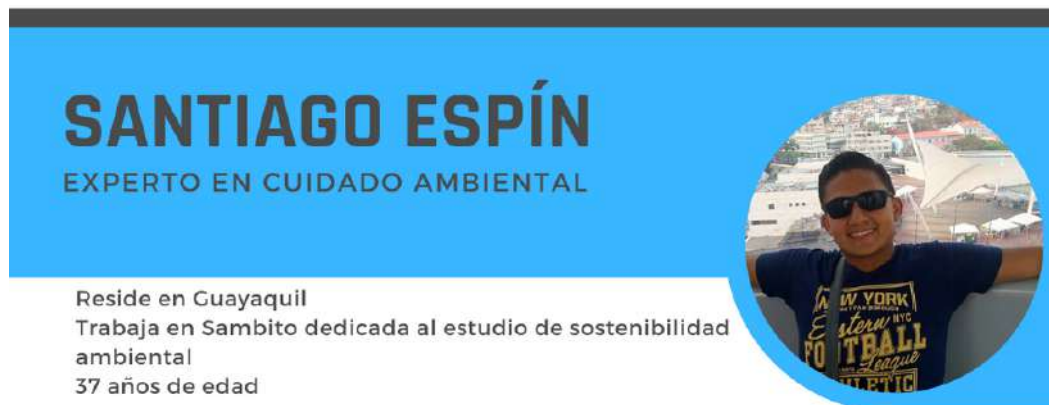 SANTIAGO ESPÍN
EXPERTO EN CUIDADO AMBIENTAL
Reside en Guayaquil
Trabaja en Sambito dedicada al estudio de sostenibilidad
ambiental
37 años de edad
NEW YORK
Eastern NYC
FOOTBALL
League